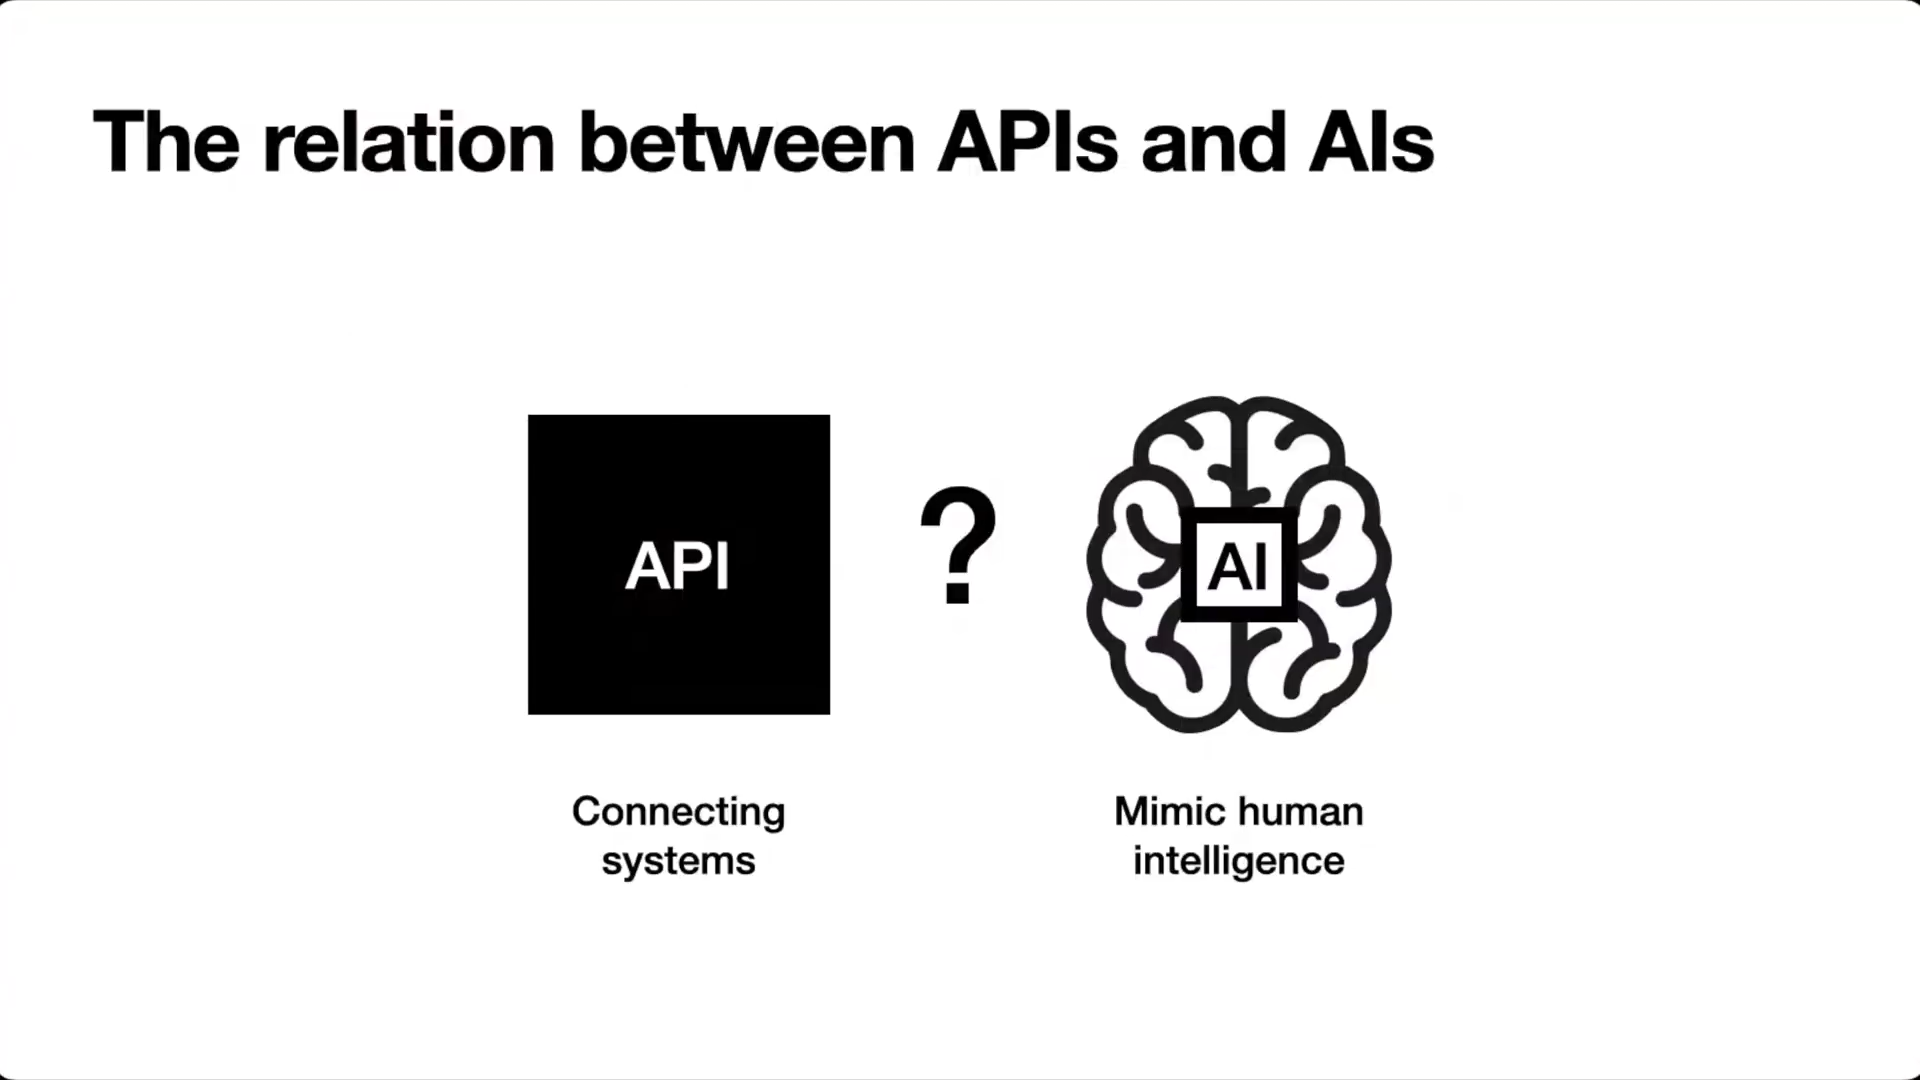 The relation between APIs and AIs
API
?
AI
Connecting
systems
Mimic human
intelligence